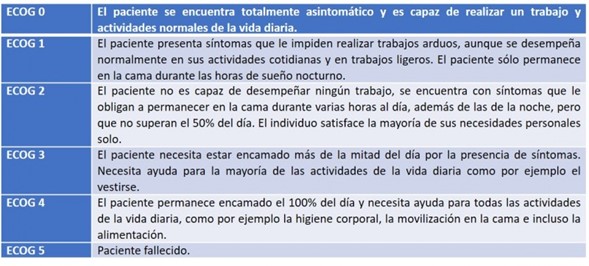 ECOG 0 El paciente se encuentra totalmente asintomático y es capaz de realizar un trabajo y
actividades normales de la vida diaria.
ECOG 1 El paciente presenta síntomas que le impiden realizar trabajos arduos, aunque se desempeña
normalmente en sus actividades cotidianas y en trabajos ligeros. El paciente sólo permanece
en la cama durante las horas de sueño nocturno.
ECOG 2 El paciente no es capaz de desempeñar ningún trabajo, se encuentra con síntomas que le
obligan a permanecer en la cama durante varias horas al día, además de las de la noche, pero
que no superan el 50% del día. El individuo satisface la mayoría de sus necesidades personales
solo.
ECOG 3 El paciente necesita estar encamado más de la mitad del día por la presencia de síntomas.
Necesita ayuda para la mayoría de las actividades de la vida diaria como por ejemplo el
vestirse.
ECOG 4 El paciente permanece encamado el 100% del día y necesita ayuda para todas las actividades
de la vida diaria, como por ejemplo la higiene corporal, la movilización en la cama e incluso la
alimentación.
ECOG 5 Paciente fallecido.